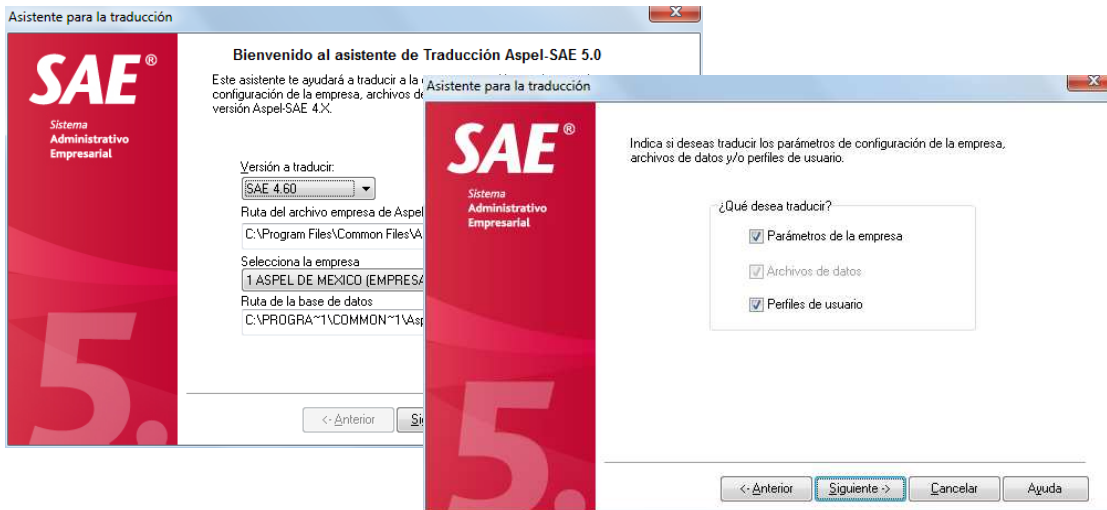 Asistente para la traducción
SAE®
Sistema
Administrativo
Empresarial
5.
Bienvenido al asistente de Traducción Aspel-SAE 5.0
Este asistente te ayudará a traducir a la
configuración de la empresa, archivos de
versión Aspel-SAE 4.X.
Versión a traducir:
SAE 4.60
Ruta del archivo empresa de Aspel
C:\Program Files\Common Files\A
Selecciona la empresa
1 ASPEL DE MEXICO (EMPRESA
Ruta de la base de datos
C:\PROGRA~1\COMMON~1\Asp
<- Anterior
Asistente para la traducción
SAE®
Sistema
Administrativo
Empresarial
5.
Indica si deseas traducir los parámetros de configuración de la empresa,
archivos de datos y/o perfiles de usuario.
¿Qué desea traducir?
Parámetros de la empresa
Archivos de datos
Perfiles de usuario
<- Anterior Siguiente -> Cancelar Ayuda